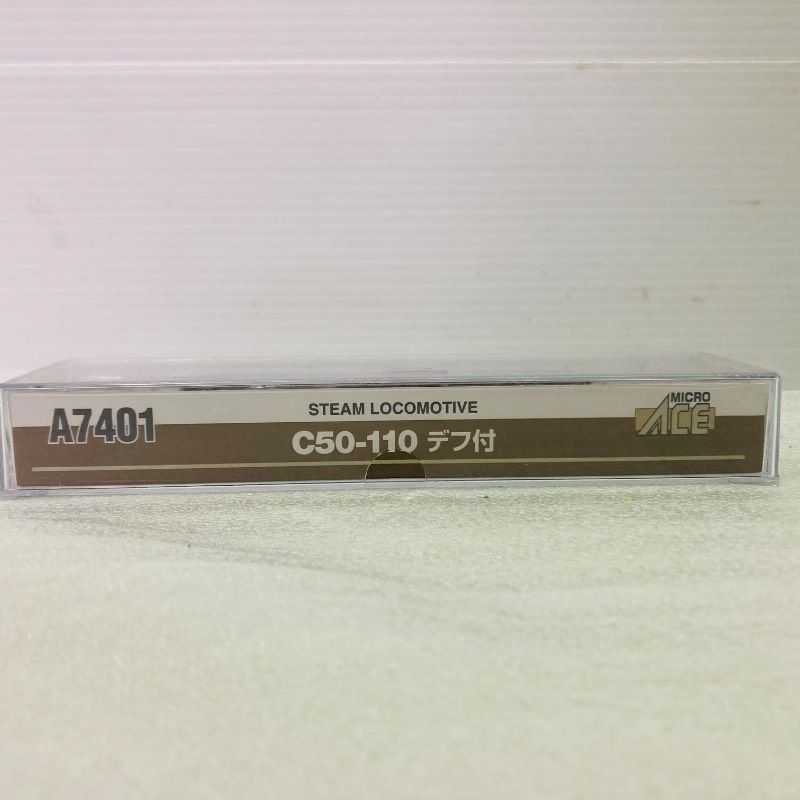 A7401
STEAM LOCOMOTIVE
C50-110 デフ付
MICRO
ACE